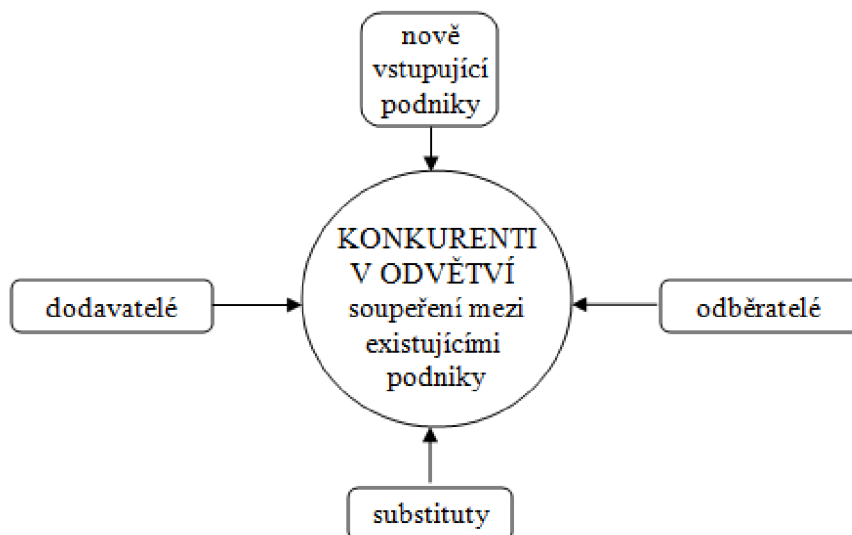 nově
vstupující
podniky
KONKURENTI
V ODVĚTVÍ
soupeření mezi
existujícími
podniky
dodavatelé
odběratelé
substituty